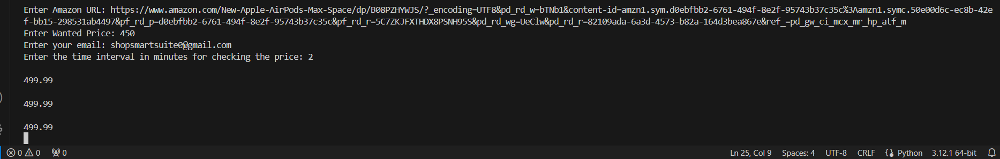 Enter Amazon URL: https://www.amazon.com/New-Apple-AirPods-Max-Space/dp/B08PZHYWJS/?_encoding=UTF8&pd_rd_w=bTNb1&content-id=amzn1.sym.d0ebfbb2-6761-494f-8e2f-95743b37c35c%3Aamzn1.symc.50e00d6c-ec8b-42e
f-bb15-298531ab4497&pf_rd_p=d0ebfbb2-6761-494f-8e2f-95743b37c35c&pf_rd_r=5C7ZKJFXTHDX8PSNH95S&pd_rd_wg=UeClw&pd_rd_r=82109ada-6a3d-4573-b82a-164d3bea867e&ref_=pd_gw_ci_mcx_mr_hp_atf_m
Enter Wanted Price: 450
Enter your email: shopsmartsuite0@gmail.com
Enter the time interval in minutes for checking the price: 2
499.99
499.99
499.99
0 0 0 Ln 25, Col 9 Spaces: 4 UTF-8 CRLF Python 3.12.1 64-bit